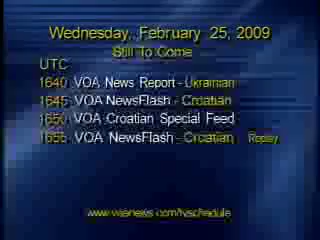 Wednesday, February 25, 2009
Still To Come
UTC
1640 VOA News Report - Ukrainian
1645 VOA NewsFlash - Croatian
1650 VOA Croatian Special Feed
1655 VOA NewsFlash - Croatian Replay
www.voanews.com/tvschedule